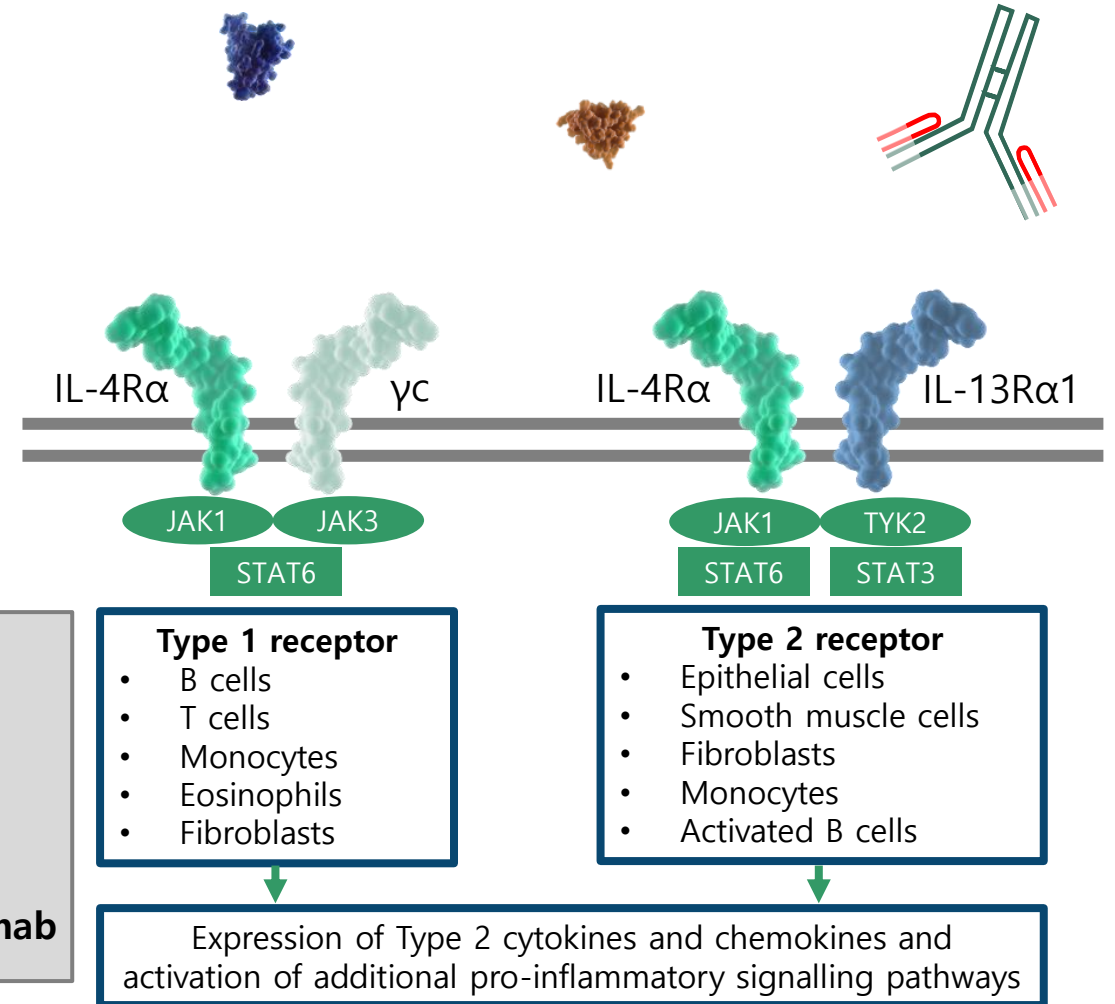 IL-4Rα
γc
IL-4Rα
IL-13Rα1
JAK1
JAK3
JAK1
TYK2
STAT6
STAT6
STAT3
Type 1 receptor
• B cells
• T cells
• Monocytes
• Eosinophils
• Fibroblasts
Type 2 receptor
• Epithelial cells
• Smooth muscle cells
• Fibroblasts
• Monocytes
• Activated B cells
Expression of Type 2 cytokines and chemokines and
activation of additional pro-inflammatory signalling pathways